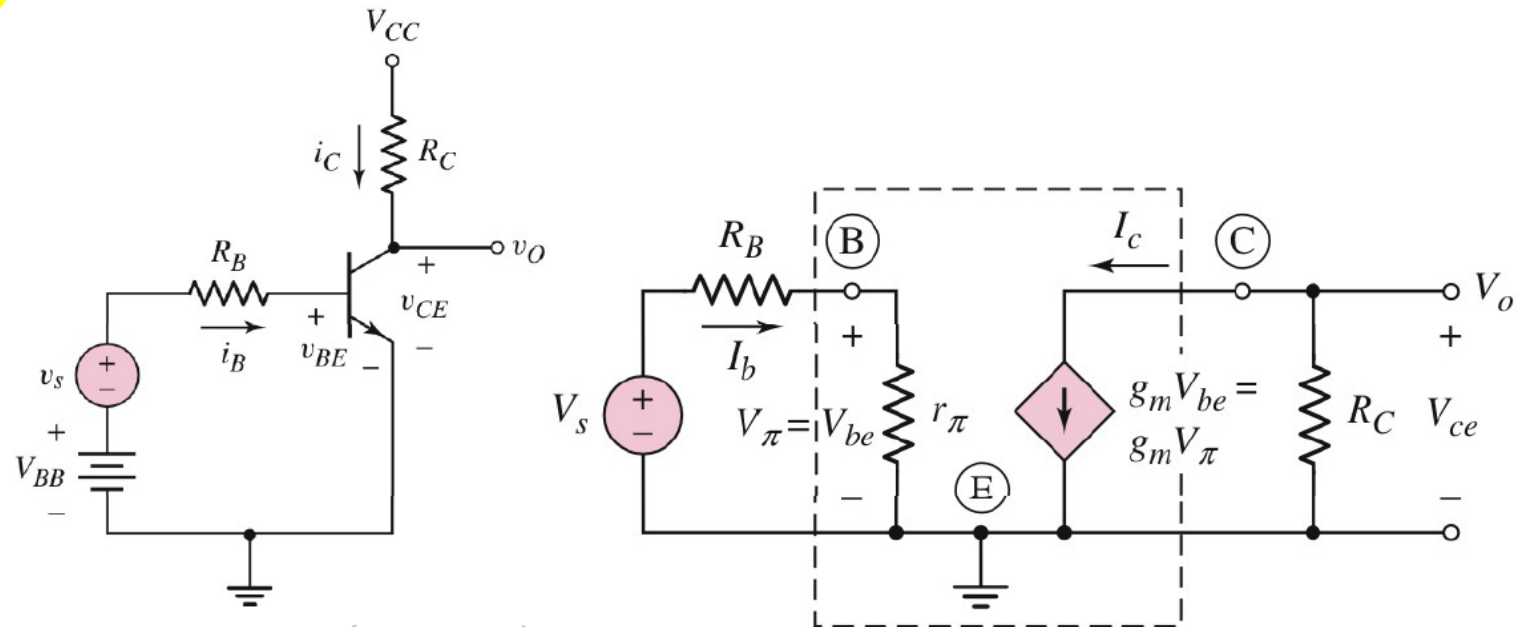 V_CC
i_C
R_C
v_O
R_B
+
v_CE
−
i_B
+
v_BE
−
v_s
+
−
+
V_BB
−
R_B
B
I_c
C
V_o
I_b
+
+
V_s
+
−
V_π = V_be
r_π
g_m V_be =
g_m V_π
R_C
V_ce
−
E
−